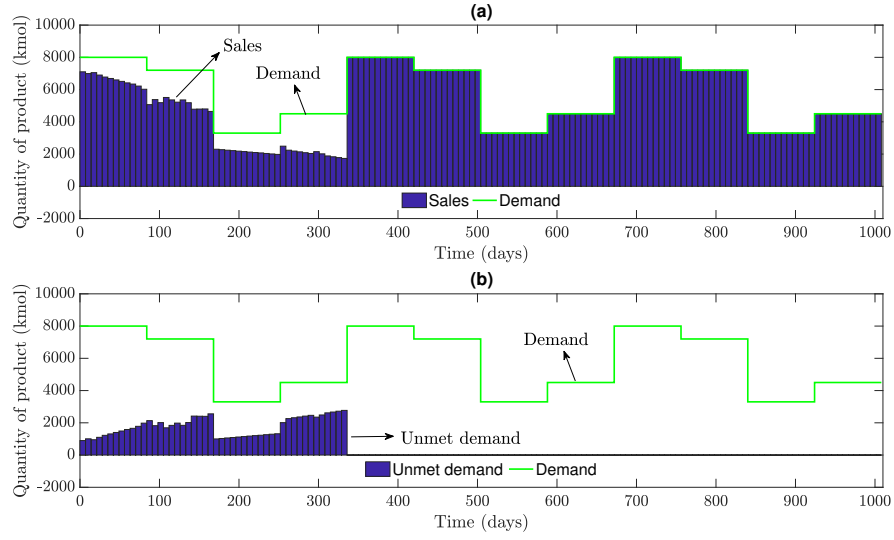 (a)
10000
8000
6000
4000
2000
0
-2000
Quantity of product (kmol)
Sales
Demand
Sales Demand
0 100 200 300 400 500 600 700 800 900 1000
Time (days)
(b)
10000
8000
6000
4000
2000
0
-2000
Quantity of product (kmol)
Demand
Unmet demand
Unmet demand Demand
0 100 200 300 400 500 600 700 800 900 1000
Time (days)